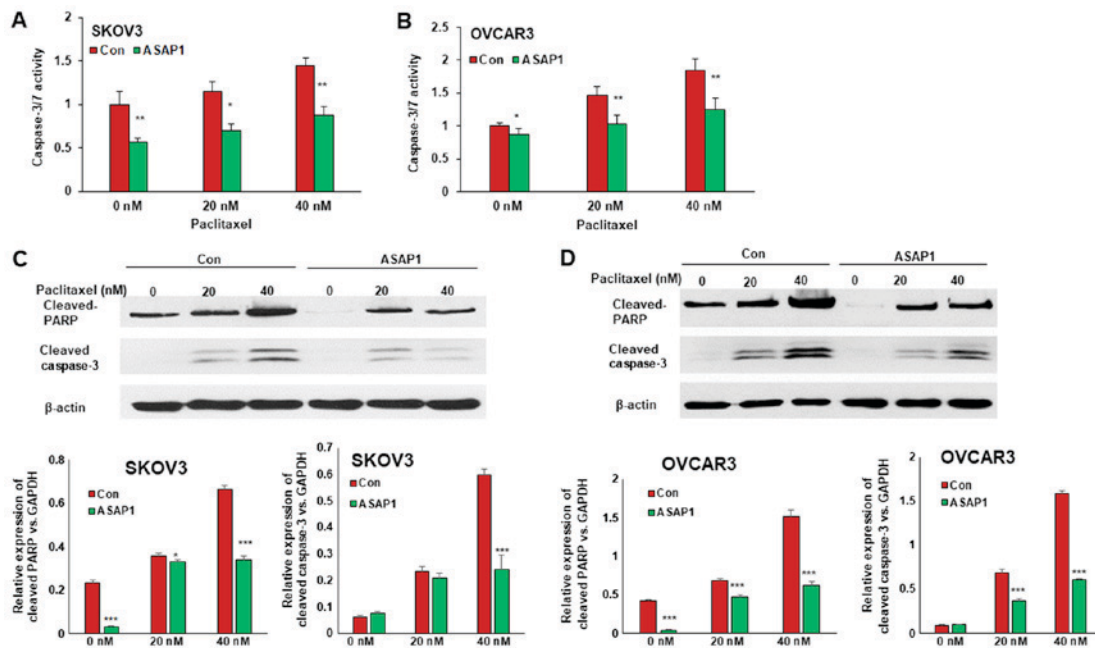 A
SKOV3
Con ASAP1
Caspase-3/7 activity
2
1.5
1
0.5
0
0 nM 20 nM 40 nM
Paclitaxel
** * **
B
OVCAR3
Con
ASAP1
Caspase-3/7 activity
2.5
2
1.5
1
0.5
0
0 nM 20 nM 40 nM
Paclitaxel
* ** **
C
Con ASAP1
Paclitaxel (nM) 0 20 40 0 20 40
Cleaved-
PARP
Cleaved
caspase-3
β-actin
D
Con ASAP1
Paclitaxel (nM) 0 20 40 0 20 40
Cleaved-
PARP
Cleaved
caspase-3
β-actin
SKOV3
Con
ASAP1
Relative expression of
cleaved PARP vs. GAPDH
0.8
0.6
0.4
0.2
0
0 nM 20 nM 40 nM
*** * ***
SKOV3
Con
ASAP1
Relative expression of
cleaved caspase-3 vs. GAPDH
0.7
0.6
0.5
0.4
0.3
0.2
0.1
0
0 nM 20 nM 40 nM
***
OVCAR3
Con
ASAP1
Relative expression of
cleaved PARP vs. GAPDH
2
1.5
1
0.5
0
0 nM 20 nM 40 nM
*** *** ***
OVCAR3
Con
ASAP1
Relative expression of
cleaved caspase-3 vs. GAPDH
2
1.5
1
0.5
0
0 nM 20 nM 40 nM
*** ***